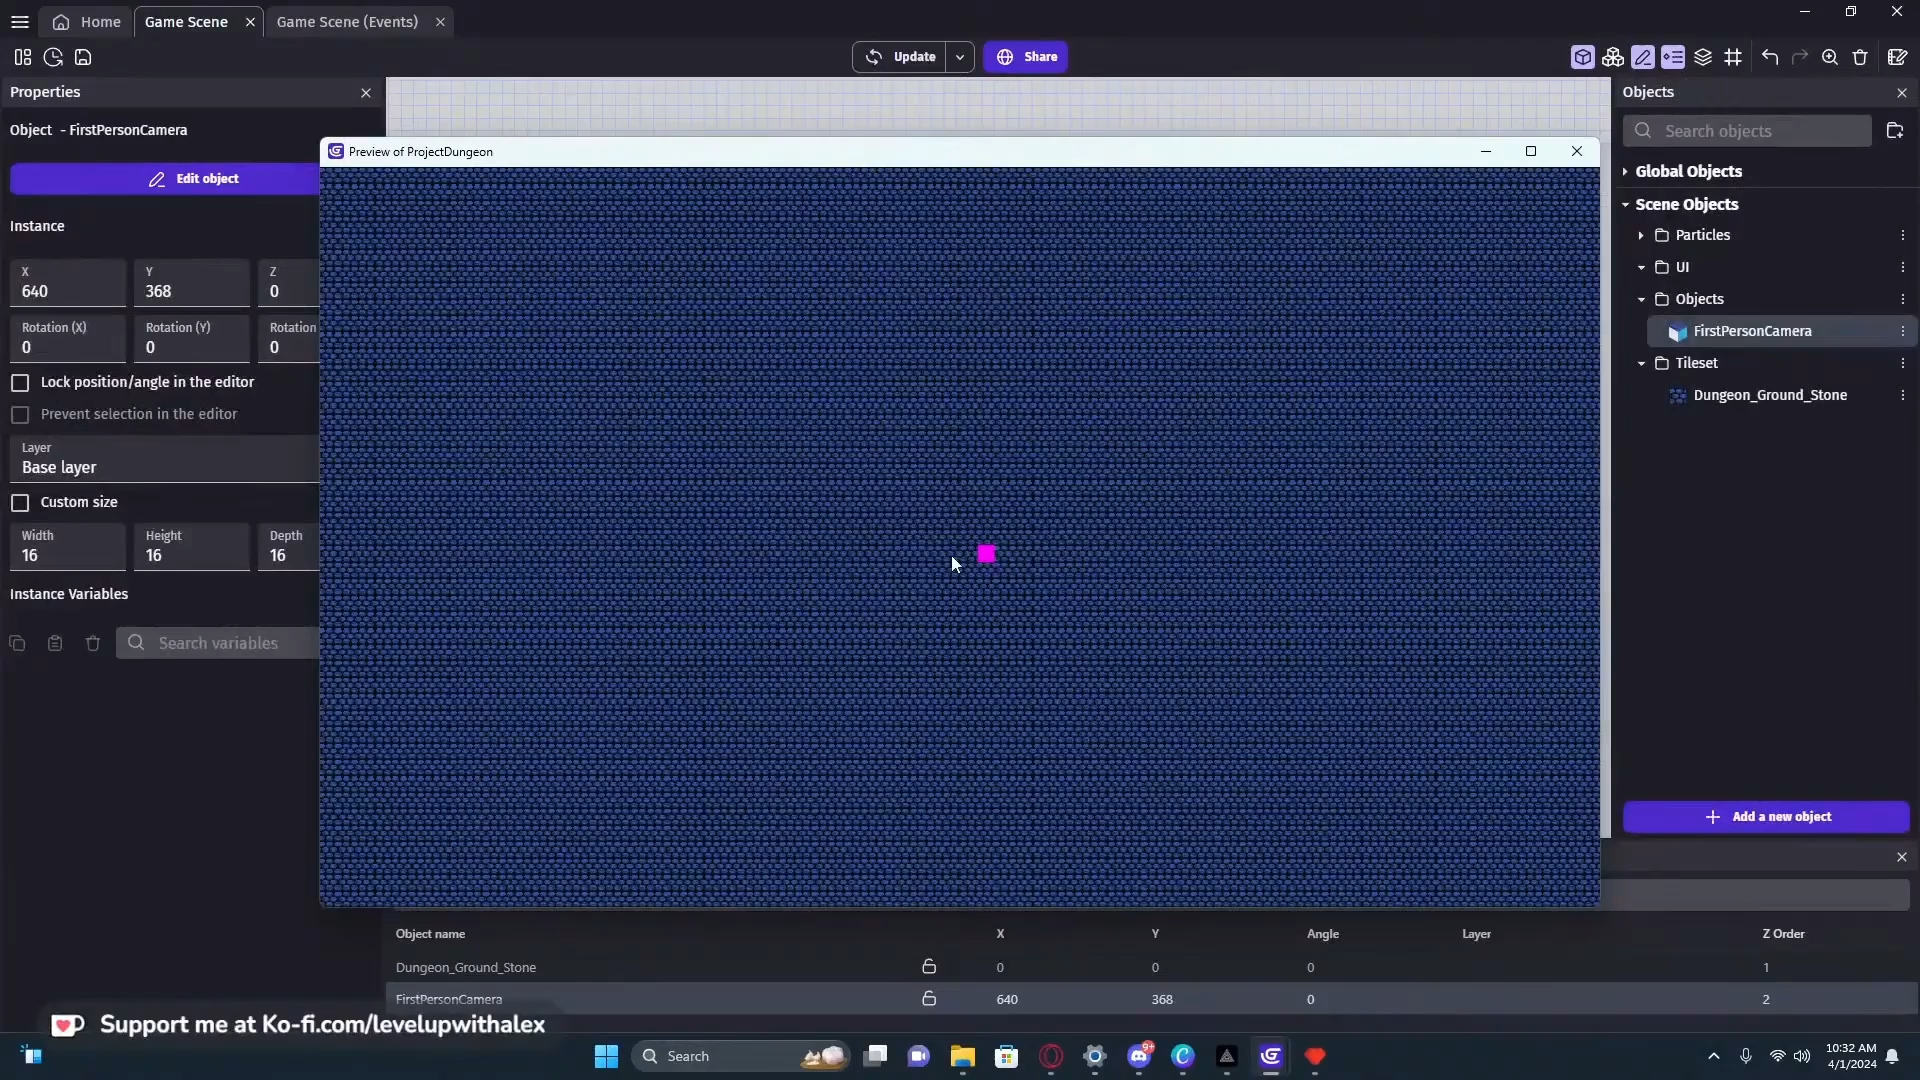 Home
Game Scene
Game Scene (Events)
Update
Share
Properties
Object - FirstPersonCamera
Edit object
Instance
X
640
Y
368
Z
0
Rotation (X)
0
Rotation (Y)
0
Rotation
0
Lock position/angle in the editor
Prevent selection in the editor
Layer
Base layer
Custom size
Width
16
Height
16
Depth
16
Instance Variables
Search variables
Preview of ProjectDungeon
Objects
Search objects
Global Objects
Scene Objects
Particles
UI
Objects
FirstPersonCamera
Tileset
Dungeon_Ground_Stone
Add a new object
Object name X Y Angle Layer Z Order
Dungeon_Ground_Stone 0 0 0 1
FirstPersonCamera 640 368 0 2
Support me at Ko-fi.com/levelupwithalex
Search
9+
10:32 AM
4/1/2024